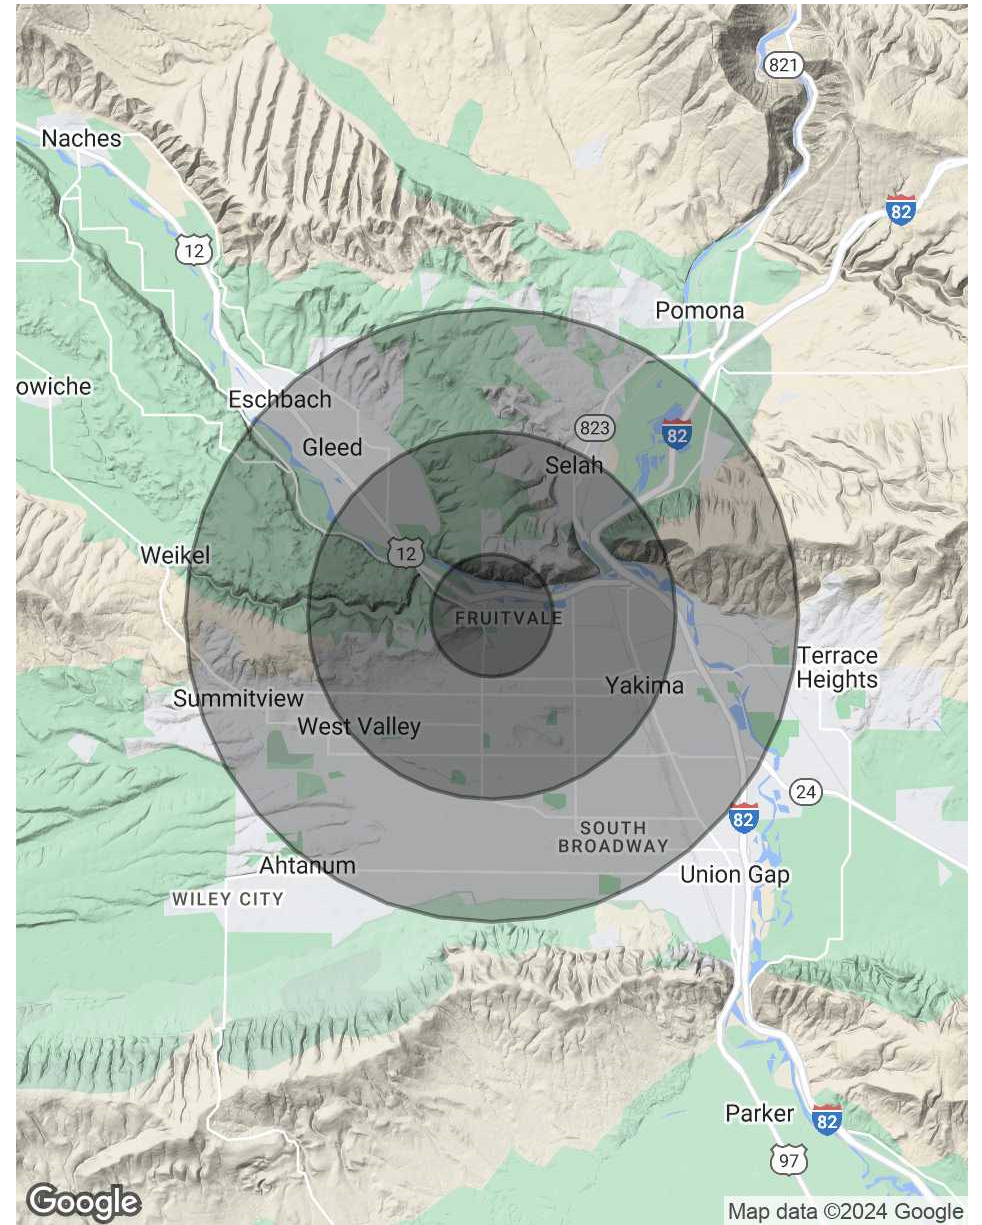 821
Naches
82
12
Pomona
owiche
Eschbach
823
82
Gleed
Selah
12
Weikel
FRUITVALE
Terrace
Heights
Yakima
Summitview
West Valley
24
82
SOUTH
BROADWAY
Ahtanum
Union Gap
WILEY CITY
Parker
82
97
Google
Map data ©2024 Google